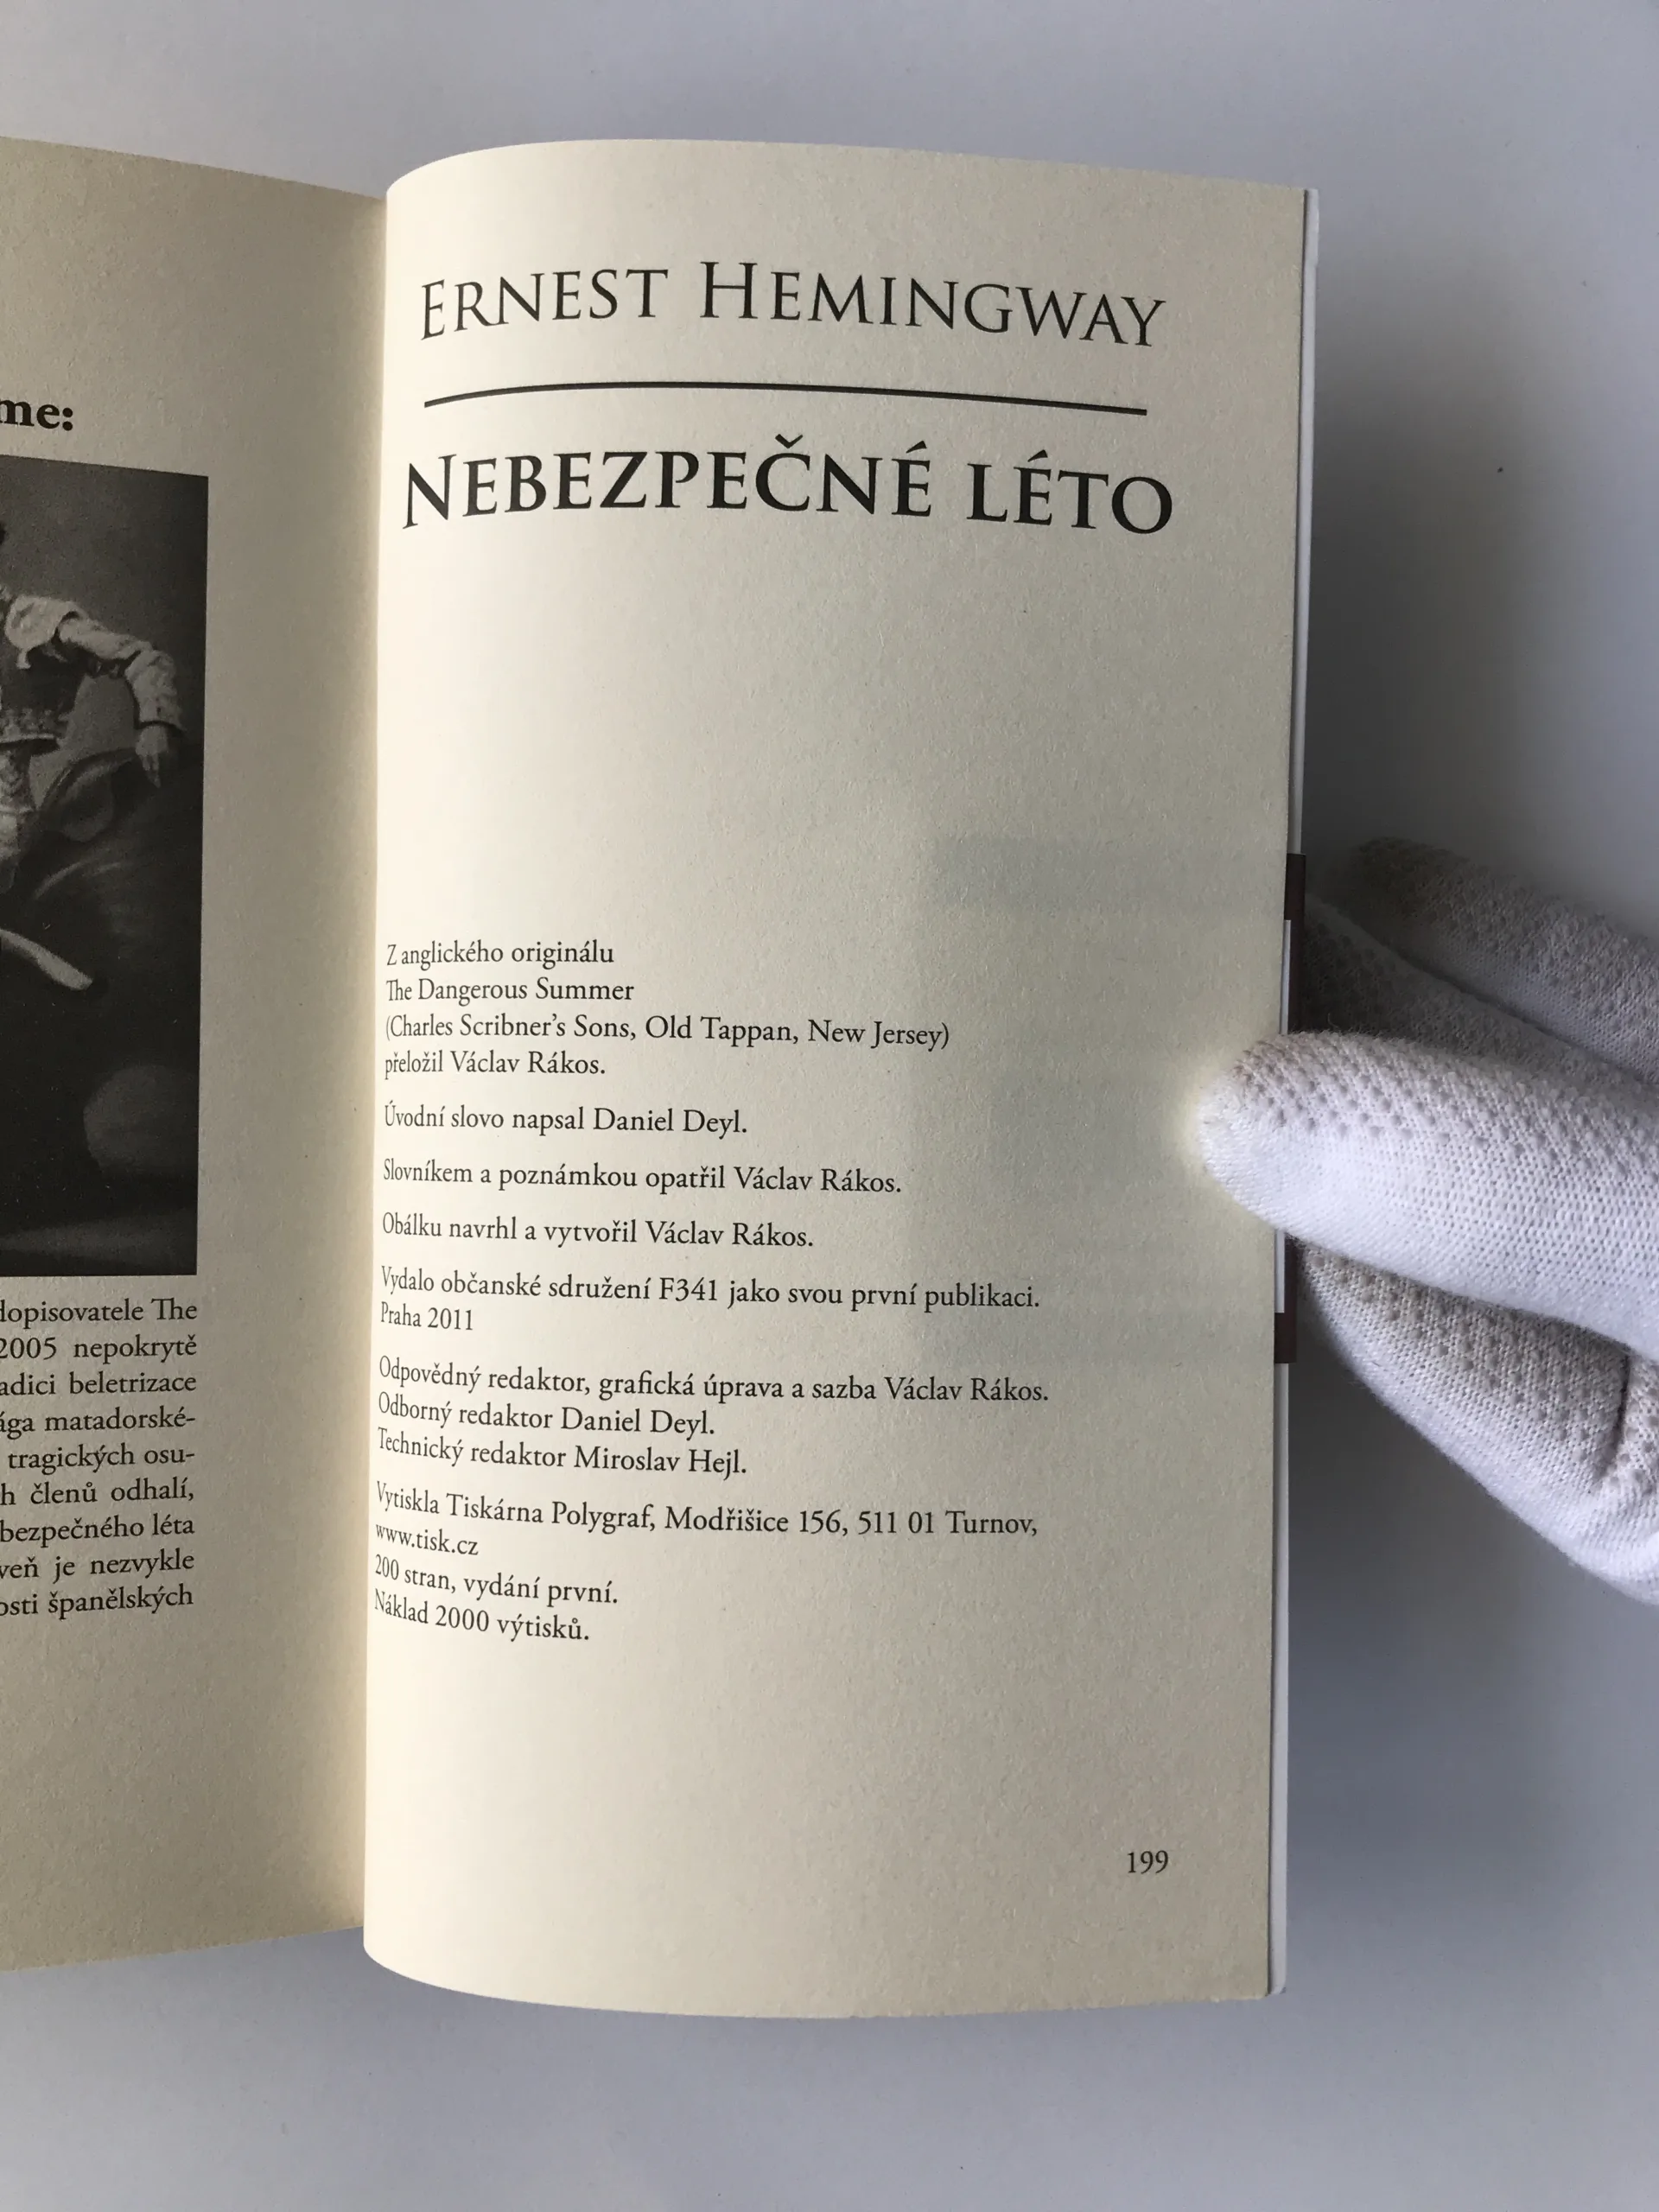 me:
dopisovatele The
2005 nepokrytě
adici beletrizace
ága matadorské-
tragických osu-
h členů odhalí,
bezpečného léta
veň je nezvykle
osti španělských
ERNEST HEMINGWAY
NEBEZPEČNÉ LÉTO
Z anglického originálu
The Dangerous Summer
(Charles Scribner’s Sons, Old Tappan, New Jersey)
přeložil Václav Rákos.
Úvodní slovo napsal Daniel Deyl.
Slovníkem a poznámkou opatřil Václav Rákos.
Obálku navrhl a vytvořil Václav Rákos.
Vydalo občanské sdružení F341 jako svou první publikaci.
Praha 2011
Odpovědný redaktor, grafická úprava a sazba Václav Rákos.
Odborný redaktor Daniel Deyl.
Technický redaktor Miroslav Hejl.
Vytiskla Tiskárna Polygraf, Modřišice 156, 511 01 Turnov,
www.tisk.cz
200 stran, vydání první.
Náklad 2000 výtisků.
199